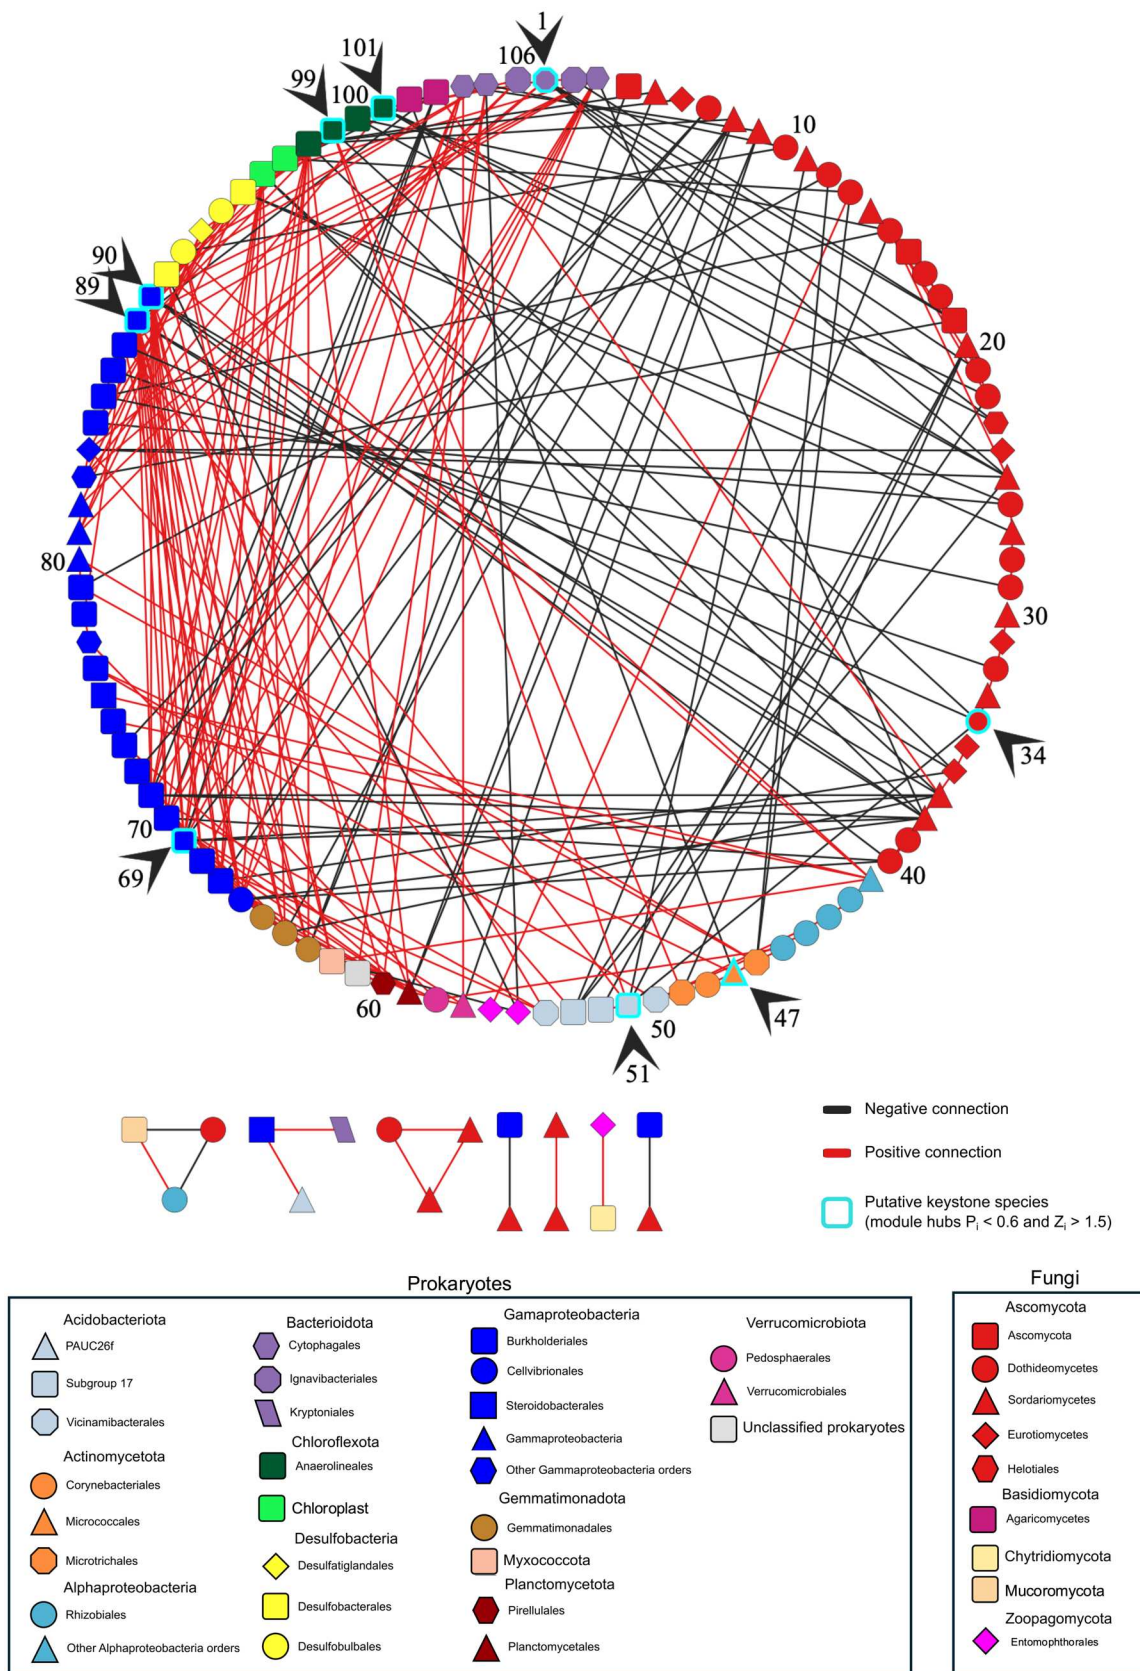 1
101
106
99
100
10
90
89
20
80
30
34
70
69
40
60
50
47
51
Negative connection
Positive connection
Putative keystone species
(module hubs Pi < 0.6 and Zi > 1.5)
Prokaryotes
Acidobacteriota
PAUC26f
Subgroup 17
Vicinamibacterales
Actinomycetota
Corynebacteriales
Micrococcales
Microtrichales
Alphaproteobacteria
Rhizobiales
Other Alphaproteobacteria orders
Bacterioidota
Cytophagales
Ignavibacteriales
Kryptoniales
Chloroflexota
Anaerolineales
Chloroplast
Desulfobacteria
Desulfatiglandales
Desulfobacterales
Desulfobulbales
Gamaproteobacteria
Burkholderiales
Cellvibrionales
Steroidobacterales
Gammaproteobacteria
Other Gammaproteobacteria orders
Gemmatimonadota
Gemmatimonadales
Myxococcota
Planctomycetota
Pirellulales
Planctomycetales
Verrucomicrobiota
Pedosphaerales
Verrucomicrobiales
Unclassified prokaryotes
Fungi
Ascomycota
Ascomycota
Dothideomycetes
Sordariomycetes
Eurotiomycetes
Helotiales
Basidiomycota
Agaricomycetes
Chytridiomycota
Mucoromycota
Zoopagomycota
Entomophthorales